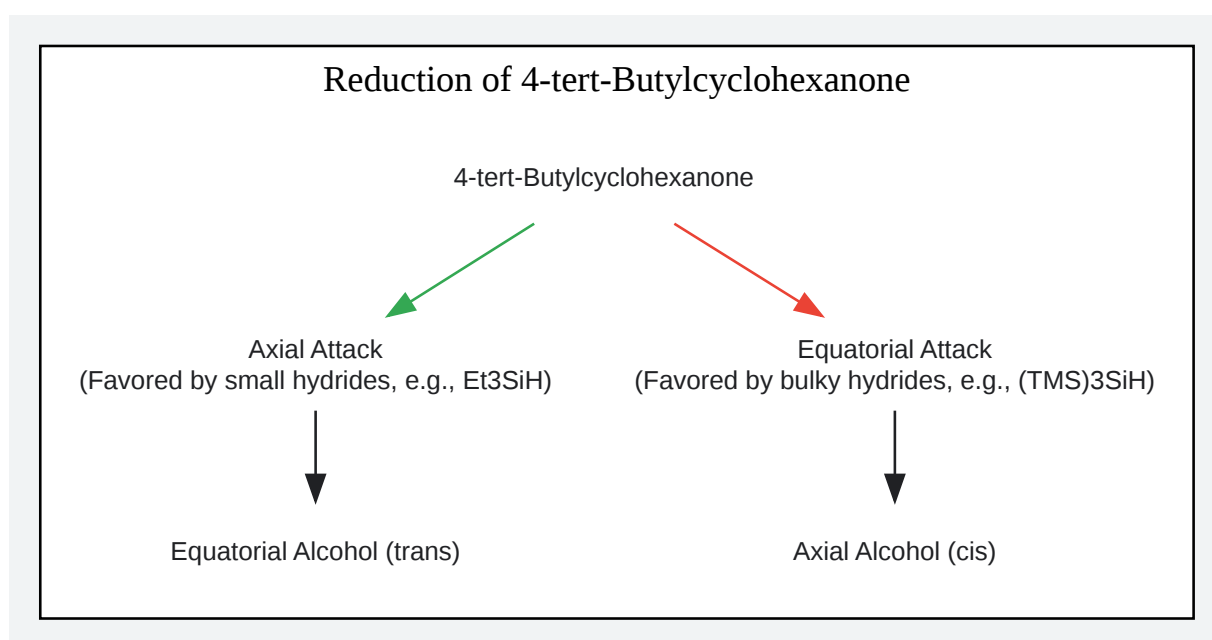 Reduction of 4-tert-Butylcyclohexanone
4-tert-Butylcyclohexanone
Axial Attack
(Favored by small hydrides, e.g., Et3SiH)
Equatorial Attack
(Favored by bulky hydrides, e.g., (TMS)3SiH)
Equatorial Alcohol (trans)
Axial Alcohol (cis)